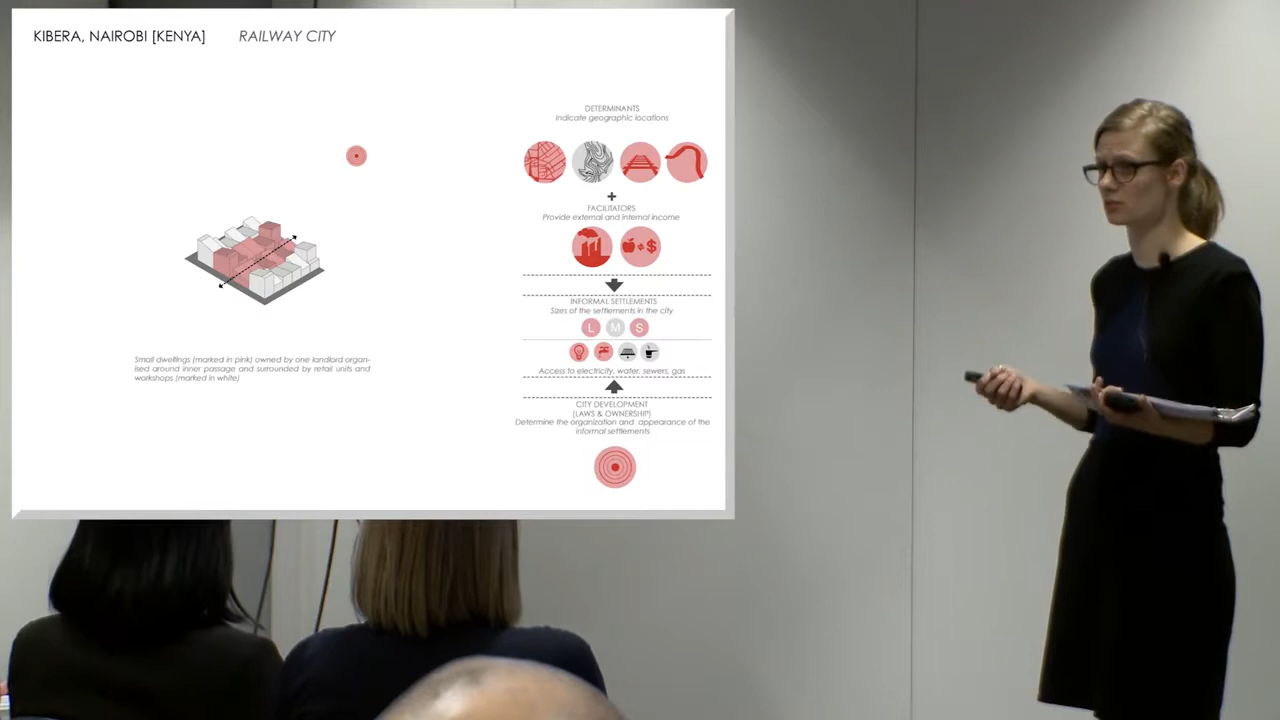 KIBERA, NAIROBI [KENYA] RAILWAY CITY
Small dwellings (marked in pink) owned by one landlord organ-
ised around inner passage and surrounded by retail units and
workshops (marked in white)
DETERMINANTS
Indicate geographic locations
+
FACILITATORS
Provide external and internal income
$
INFORMAL SETTLEMENTS
Sizes of the settlements in the city
L M S
Access to electricity, water, sewers, gas
CITY DEVELOPMENT
(LAWS & OWNERSHIP)
Determine the organization and appearance of the
informal settlements